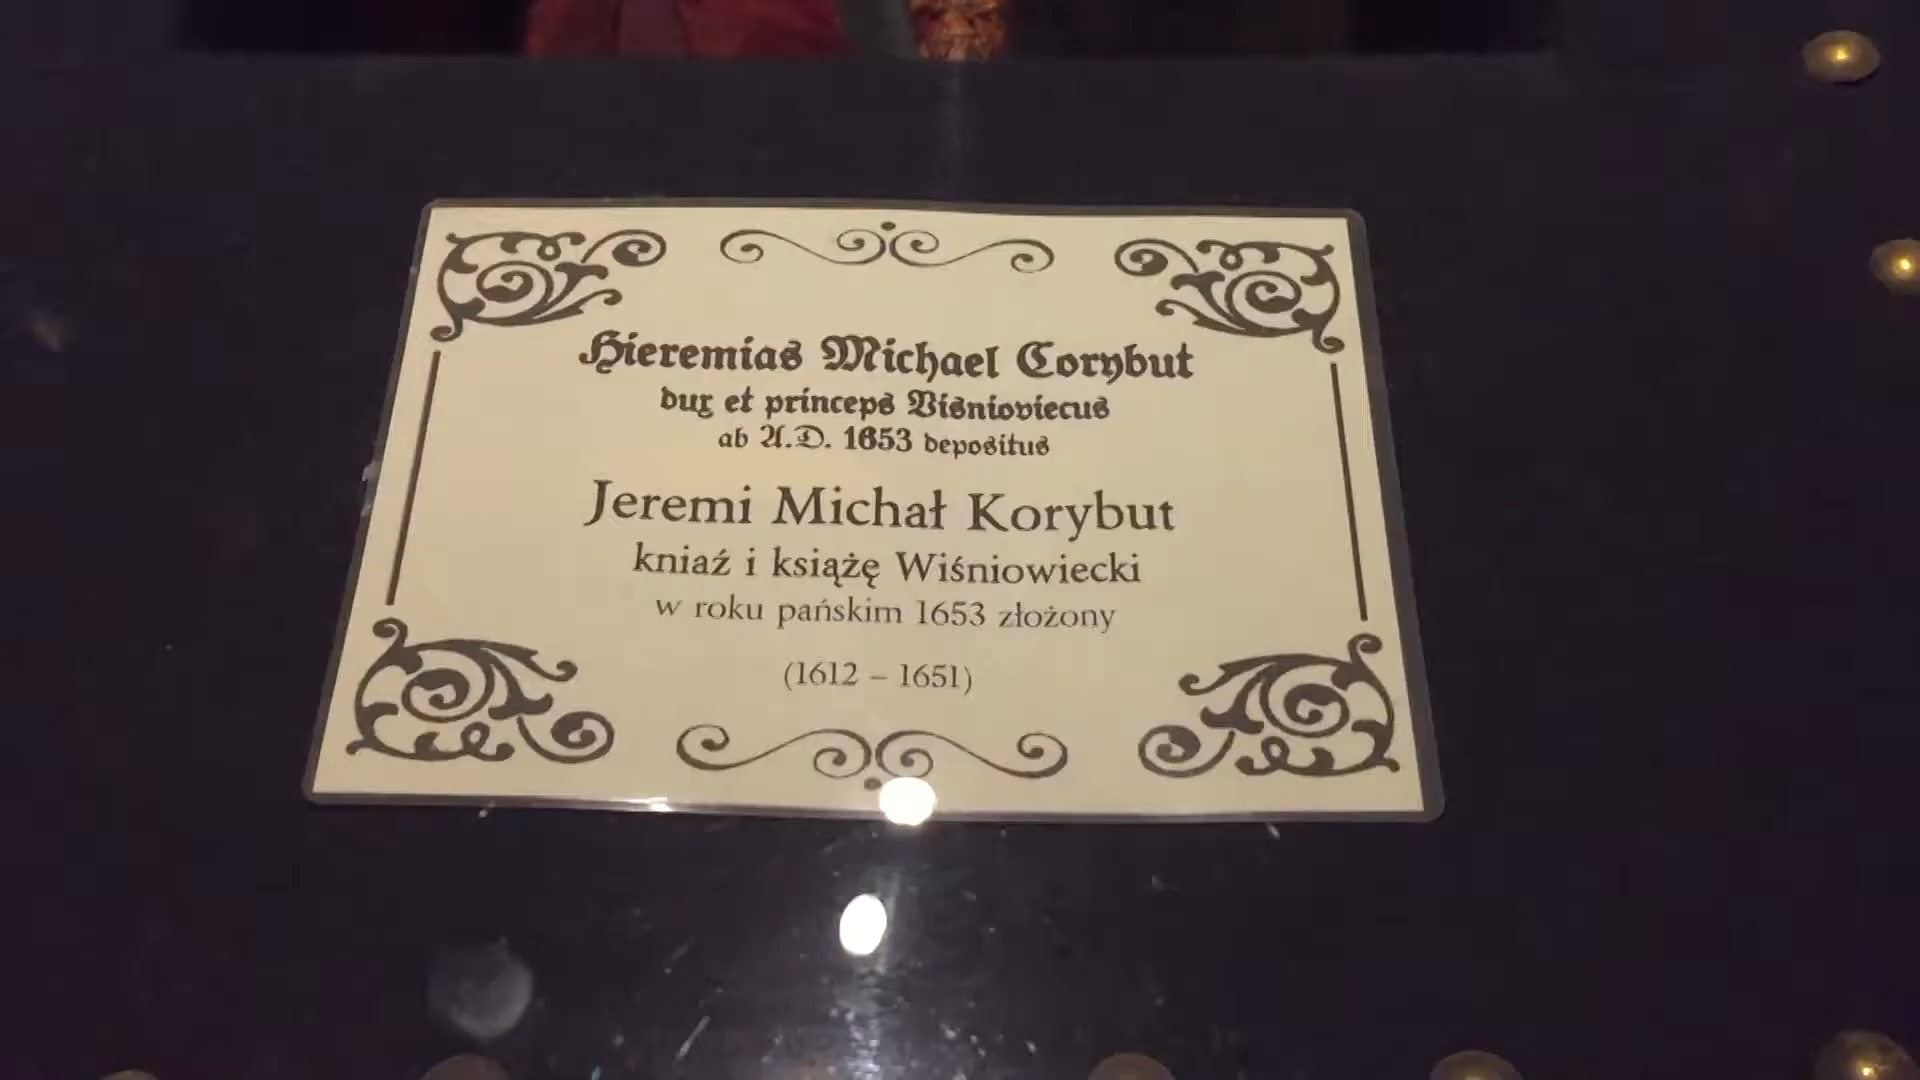 Hieremias Michael Corybut
dux et princeps Visnioviecus
ab A.D. 1653 depositus
Jeremi Michał Korybut
kniaź i książę Wiśniowiecki
w roku pańskim 1653 złożony
(1612 – 1651)